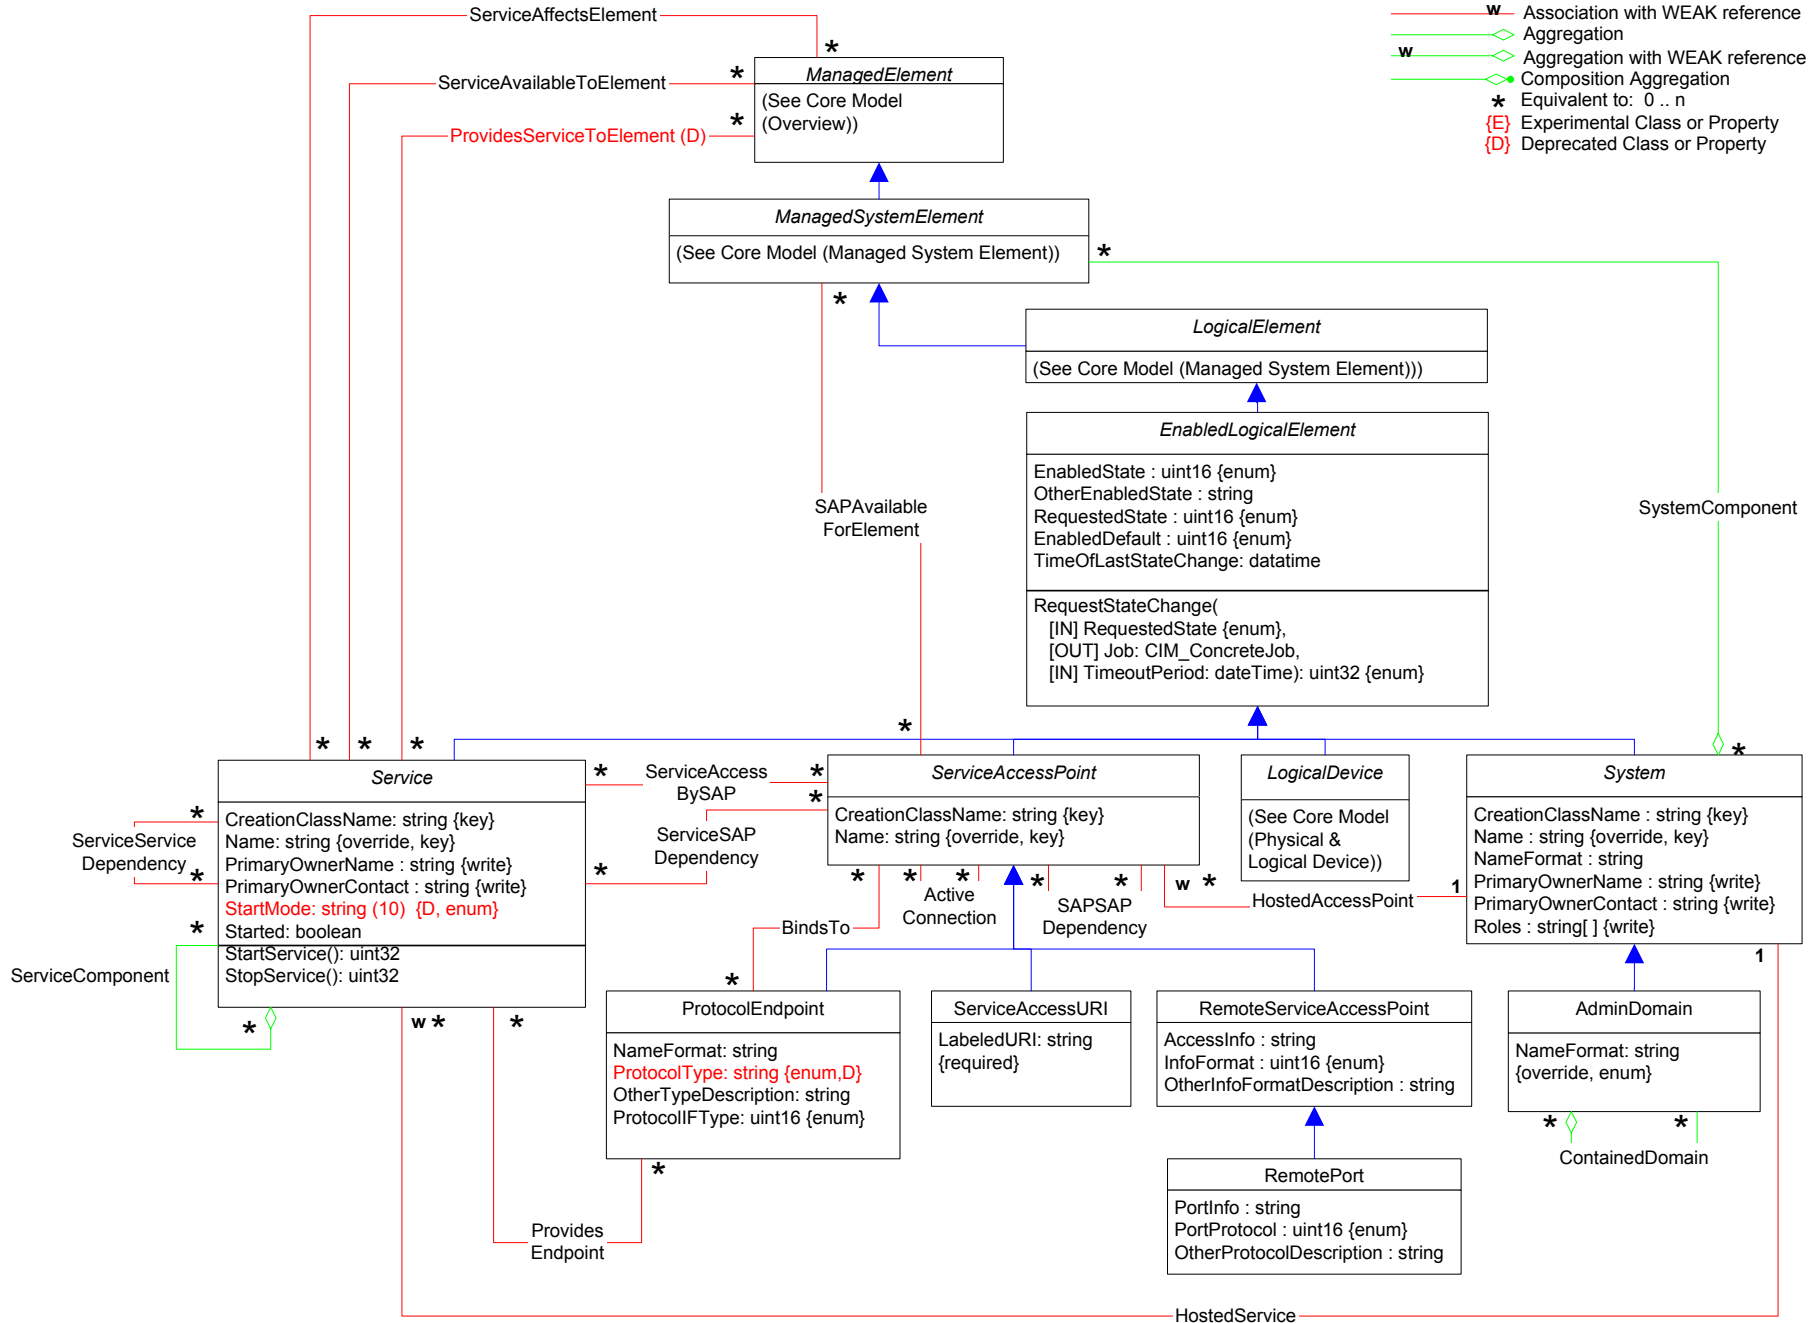 ServiceAffectsElement
w Association with WEAK reference
Aggregation
w Aggregation with WEAK reference
Composition Aggregation
* Equivalent to: 0 .. n
{E} Experimental Class or Property
{D} Deprecated Class or Property
*
ManagedElement
(See Core Model
(Overview))
ServiceAvailableToElement
*
ProvidesServiceToElement (D)
*
ManagedSystemElement
(See Core Model (Managed System Element))
*
*
LogicalElement
(See Core Model (Managed System Element)))
EnabledLogicalElement
EnabledState : uint16 {enum}
OtherEnabledState : string
RequestedState : uint16 {enum}
EnabledDefault : uint16 {enum}
TimeOfLastStateChange: datatime
RequestStateChange(
[IN] RequestedState {enum},
[OUT] Job: CIM_ConcreteJob,
[IN] TimeoutPeriod: dateTime): uint32 {enum}
SAPAvailable
ForElement
SystemComponent
* * *
*
*
Service
CreationClassName: string {key}
Name: string {override, key}
PrimaryOwnerName : string {write}
PrimaryOwnerContact : string {write}
StartMode: string (10) {D, enum}
Started: boolean
StartService(): uint32
StopService(): uint32
*
ServiceService
Dependency
*
*
ServiceComponent
*
* ServiceAccess *
BySAP
*
ServiceSAP
Dependency
*
ServiceAccessPoint
CreationClassName: string {key}
Name: string {override, key}
LogicalDevice
(See Core Model
(Physical &
Logical Device))
System
CreationClassName : string {key}
Name : string {override, key}
NameFormat : string
PrimaryOwnerName : string {write}
PrimaryOwnerContact : string {write}
Roles : string[ ] {write}
* * * * * w *
Active
Connection
SAPSAP
Dependency
HostedAccessPoint
1
BindsTo
*
1
w * *
*
ProtocolEndpoint
NameFormat: string
ProtocolType: string {enum,D}
OtherTypeDescription: string
ProtocolIFType: uint16 {enum}
ServiceAccessURI
LabeledURI: string
{required}
RemoteServiceAccessPoint
AccessInfo : string
InfoFormat : uint16 {enum}
OtherInfoFormatDescription : string
AdminDomain
NameFormat: string
{override, enum}
* *
ContainedDomain
RemotePort
PortInfo : string
PortProtocol : uint16 {enum}
OtherProtocolDescription : string
Provides
Endpoint
HostedService